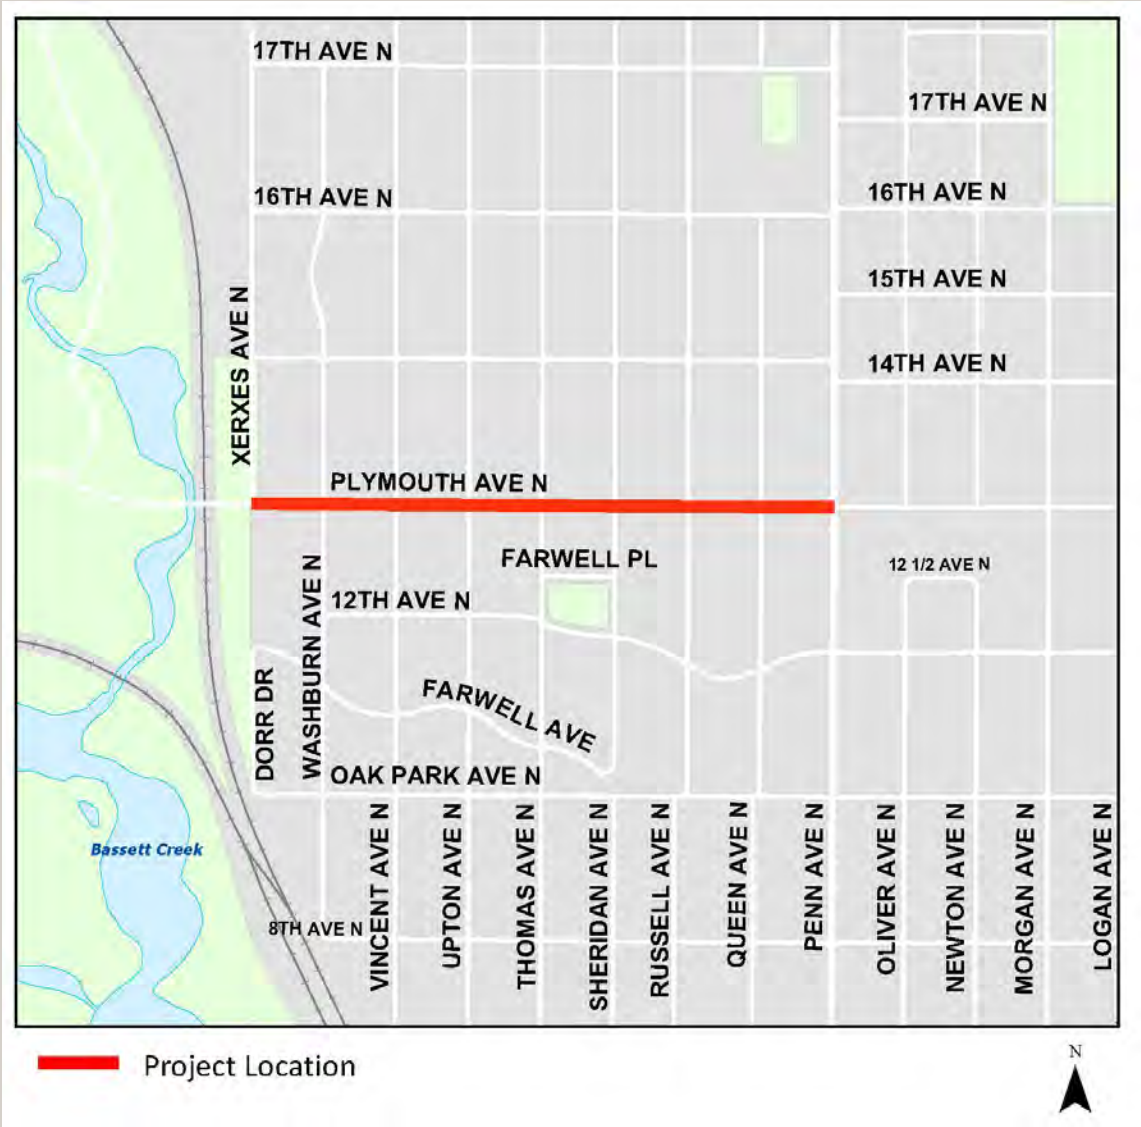 17TH AVE N
17TH AVE N
16TH AVE N
16TH AVE N
15TH AVE N
XERXES AVE N
14TH AVE N
PLYMOUTH AVE N
FARWELL PL
12 1/2 AVE N
WASHBURN AVE N
12TH AVE N
DORR DR
FARWELL AVE
OAK PARK AVE N
VINCENT AVE N
UPTON AVE N
THOMAS AVE N
SHERIDAN AVE N
RUSSELL AVE N
QUEEN AVE N
PENN AVE N
OLIVER AVE N
NEWTON AVE N
MORGAN AVE N
LOGAN AVE N
Bassett Creek
8TH AVE N
Project Location
N